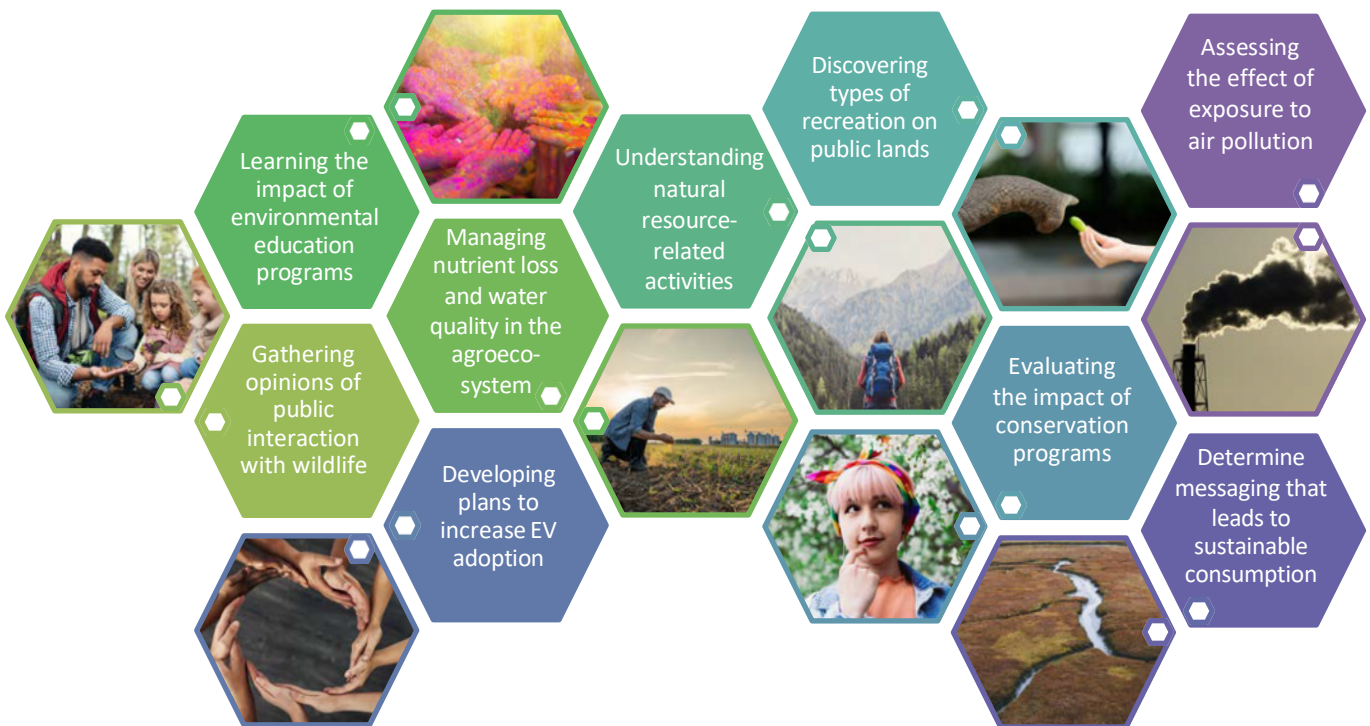 Learning the
impact of
environmental
education
programs
Gathering
opinions of
public
interaction
with wildlife
Managing
nutrient loss
and water
quality in the
agroeco-
system
Developing
plans to
increase EV
adoption
Understanding
natural
resource-
related
activities
Discovering
types of
recreation on
public lands
Evaluating
the impact of
conservation
programs
Assessing
the effect of
exposure to
air pollution
Determine
messaging that
leads to
sustainable
consumption